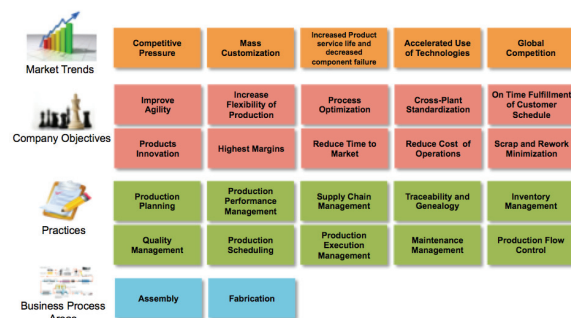 Competitive
Pressure
Mass
Customization
Increased Product
service life and
decreased
component failure
Accelerated Use
of Technologies
Global
Competition
Market Trends
Improve
Agility
Increase
Flexibility of
Production
Process
Optimization
Cross-Plant
Standardization
On Time Fulfillment
of Customer
Schedule
Company Objectives
Products
Innovation
Highest Margins
Reduce Time to
Market
Reduce Cost of
Operations
Scrap and Rework
Minimization
Production
Planning
Production
Performance
Management
Supply Chain
Management
Traceability and
Genealogy
Inventory
Management
Practices
Quality
Management
Production
Scheduling
Production
Execution
Management
Maintenance
Management
Production Flow
Control
Assembly
Fabrication
Business Process
Areas